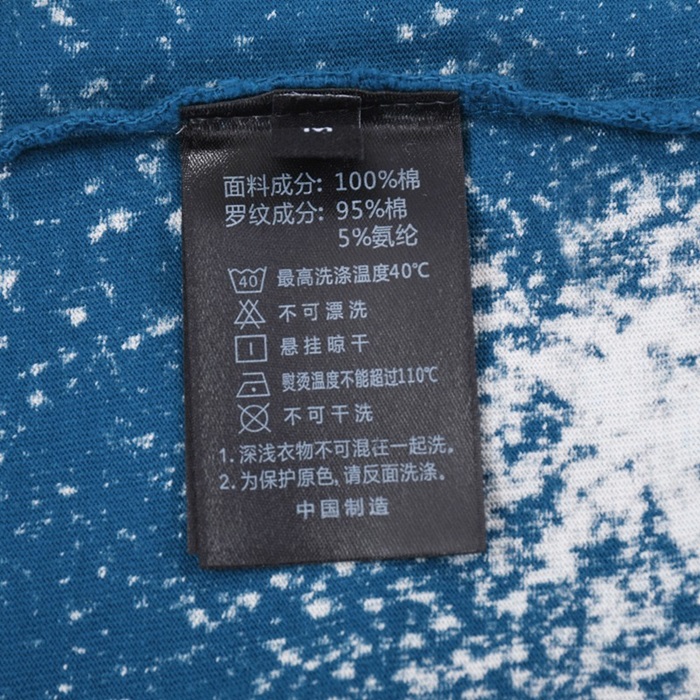 面料成分: 100%棉
罗纹成分: 95%棉
5%氨纶
40 最高洗涤温度40℃
不可漂洗
悬挂晾干
熨烫温度不能超过110℃
不可干洗
1. 深浅衣物不可混在一起洗。
2. 为保护原色,请反面洗涤。
中国制造